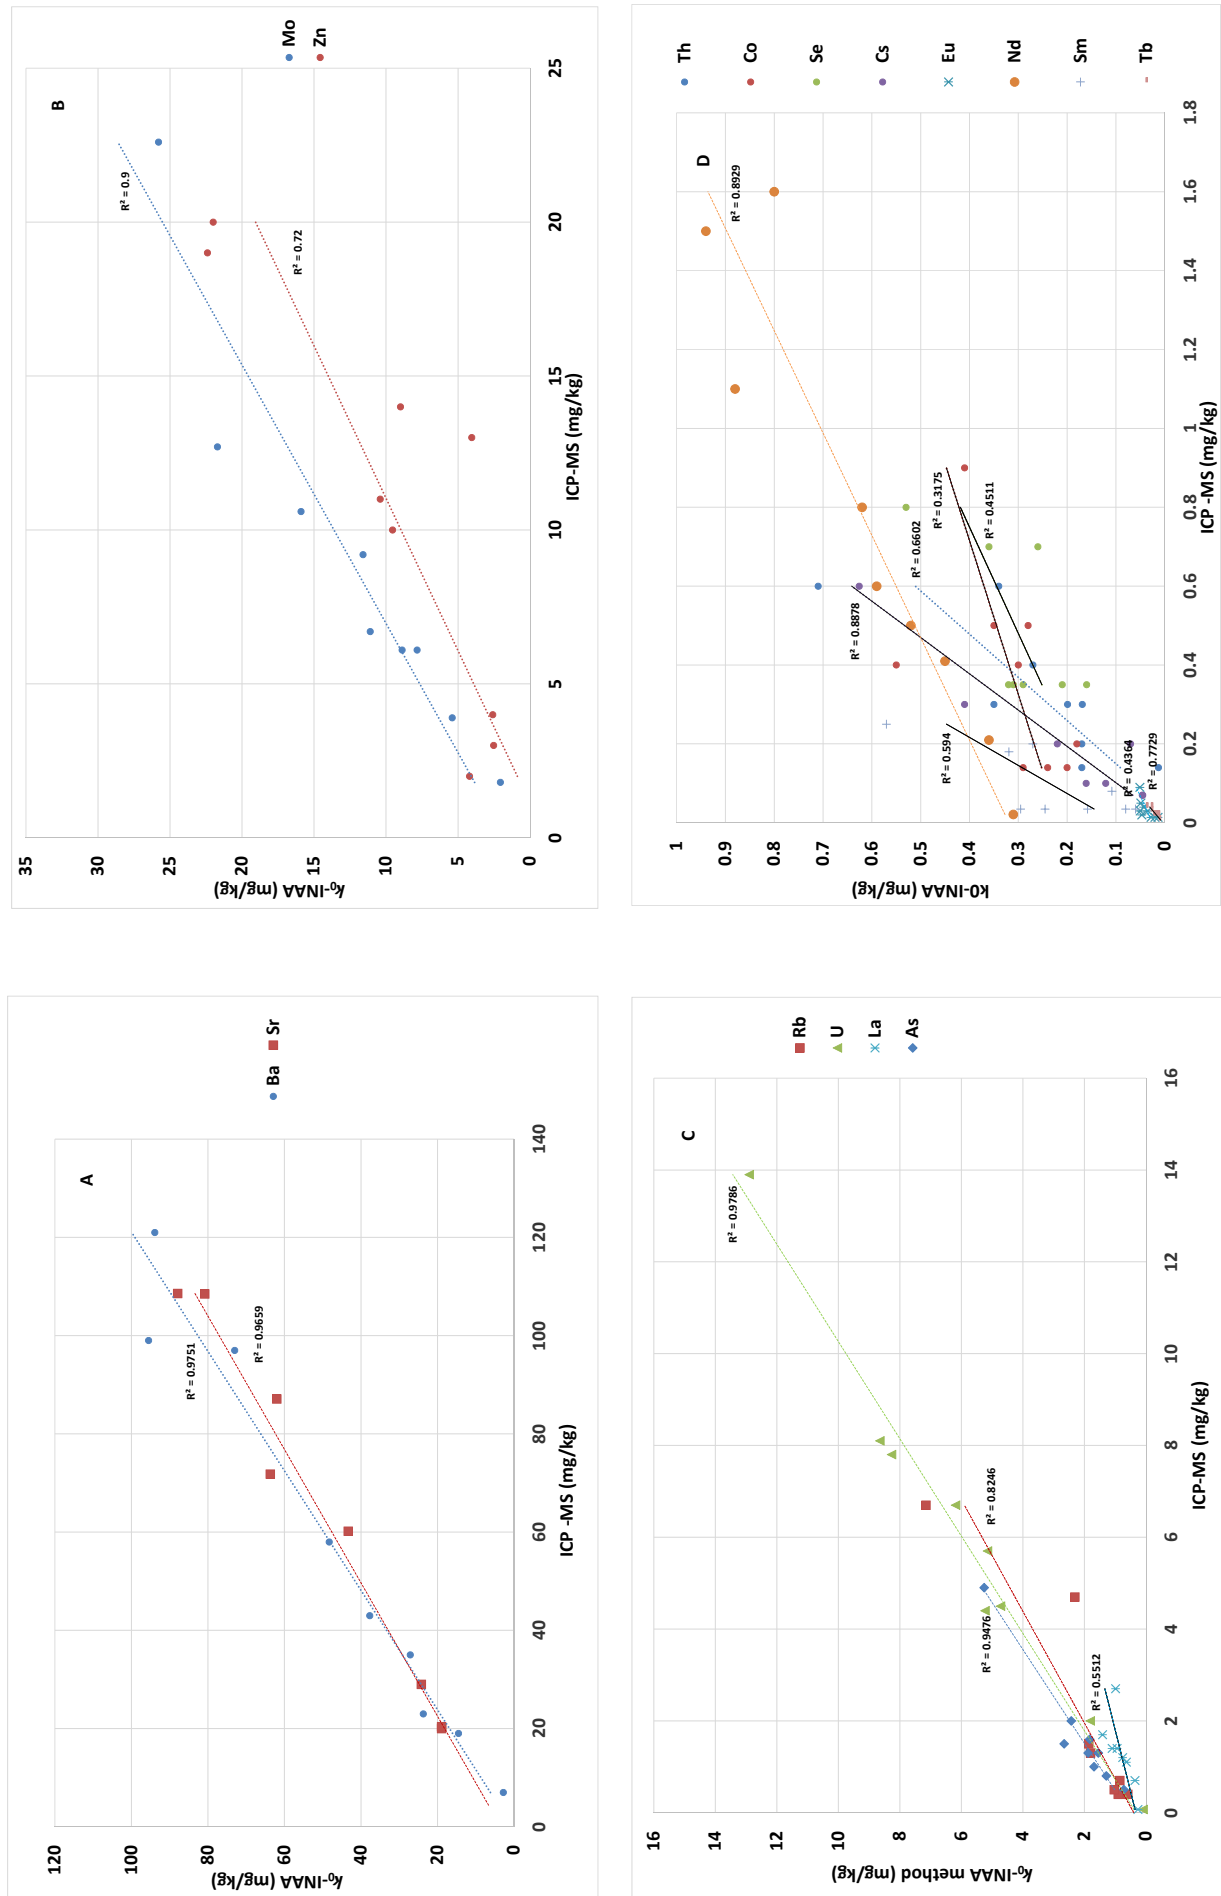 A
Ba
Sr
R² = 0.9751
R² = 0.9659
120
100
80
60
40
20
0
0
20
40
60
80
100
120
140
k₀-INAA (mg/kg)
ICP -MS (mg/kg)
B
Mo
Zn
R² = 0.9
R² = 0.72
35
30
25
20
15
10
5
0
0
5
10
15
20
25
k₀-INAA (mg/kg)
ICP-MS (mg/kg)
C
Rb
U
La
As
R² = 0.9786
R² = 0.8246
R² = 0.9476
R² = 0.5512
16
14
12
10
8
6
4
2
0
0
2
4
6
8
10
12
14
16
k₀-INAA method (mg/kg)
ICP-MS (mg/kg)
D
Th
Co
Se
Cs
Eu
Nd
Sm
Tb
R² = 0.8929
R² = 0.3175
R² = 0.4511
R² = 0.6602
R² = 0.8878
R² = 0.594
R² = 0.4364
R² = 0.7729
1
0.9
0.8
0.7
0.6
0.5
0.4
0.3
0.2
0.1
0
0
0.2
0.4
0.6
0.8
1
1.2
1.4
1.6
1.8
k0-INAA (mg/kg)
ICP -MS (mg/kg)